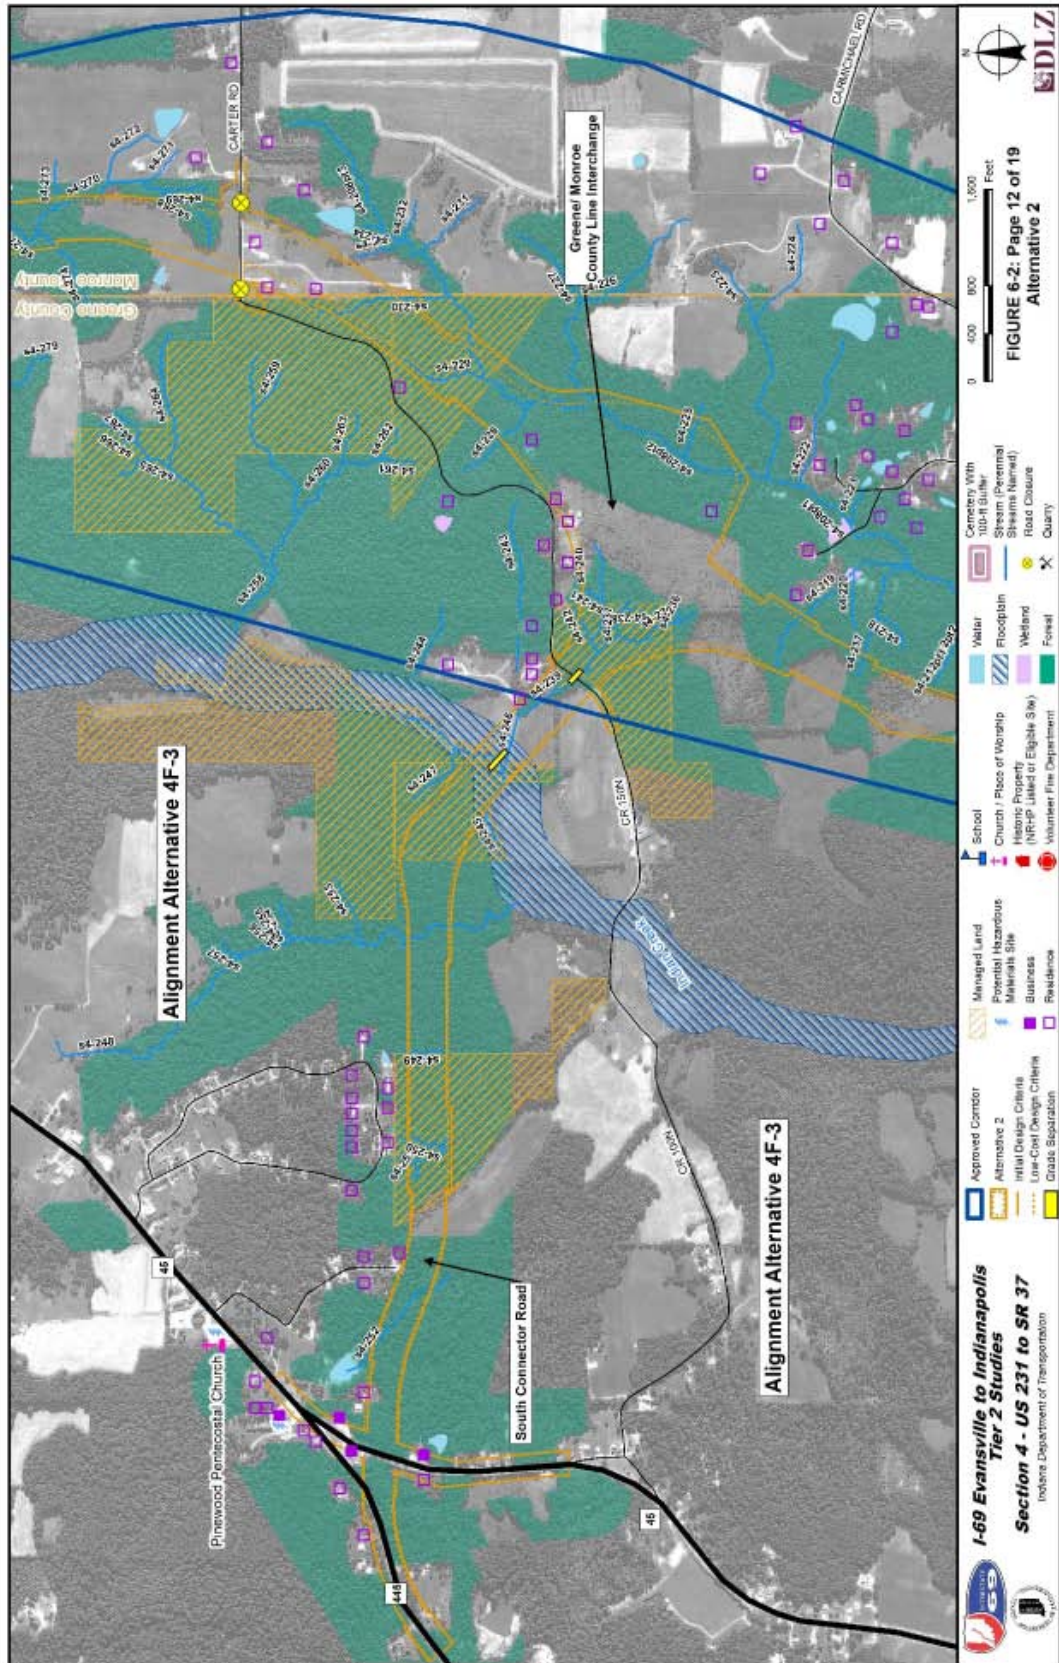 CARTER RD
CARMICHAEL RD
Monroe County
Greene County
s4-273
s4-272
s4-271
s4-270
s4-279
s4-264
s4-265
s4-259
s4-260
s4-263
s4-262
s4-261
s4-258
s4-232
s4-231
s4-230
s4-229
s4-228
s4-226
s4-225
s4-224
s4-223
s4-222
s4-221
s4-220
s4-219
s4-218
s4-237
s4-208pt1
s4-208pt2
s4-243
s4-244
s4-240
s4-239
s4-246
s4-247
s4-255
s4-257
s4-248
s4-249
s4-250
s4-252
Greene/ Monroe
County Line Interchange
Alignment Alternative 4F-3
CR 150N
Indian Creek
CR 100N
Alignment Alternative 4F-3
South Connector Road
Pinewood Pentecostal Church
45
45
445
I-69 Evansville to Indianapolis
Tier 2 Studies
Section 4 - US 231 to SR 37
Indiana Department of Transportation
Approved Corridor
Alternative 2
Initial Design Criteria
Low-Cost Design Criteria
Grade Separation
Managed Land
Potential Hazardous
Materials Site
Business
Residence
School
Church / Place of Worship
Historic Property
(NRHP Listed or Eligible Site)
Volunteer Fire Department
Water
Floodplain
Wetland
Forest
Cemetery With
100-ft Buffer
Stream (Perennial
Streams Named)
Road Closure
Quarry
0 400 800 1,600
Feet
FIGURE 6-2: Page 12 of 19
Alternative 2
N
DLZ